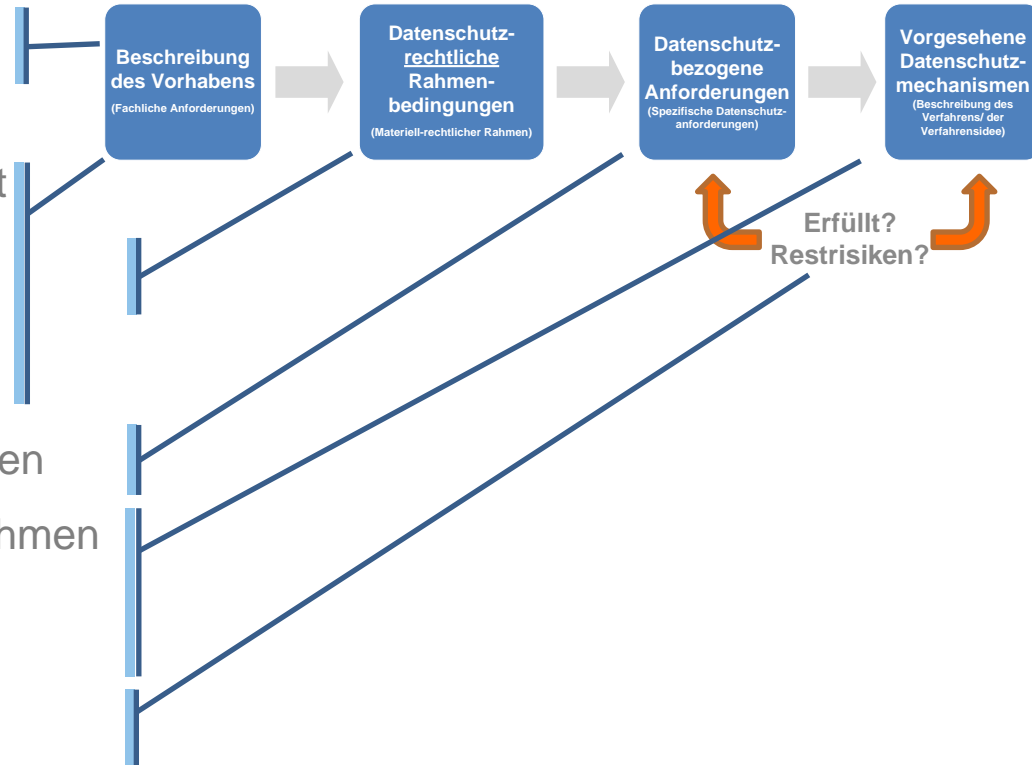 Beschreibung
des Vorhabens
(Fachliche Anforderungen)
Datenschutz-
rechtliche
Rahmen-
bedingungen
(Materiell-rechtlicher Rahmen)
Datenschutz-
bezogene
Anforderungen
(Spezifische Datenschutz-
anforderungen)
Vorgesehene
Datenschutz-
mechanismen
(Beschreibung des
Verfahrens/ der
Verfahrensidee)
Erfüllt?
Restrisiken?
t
en
hmen